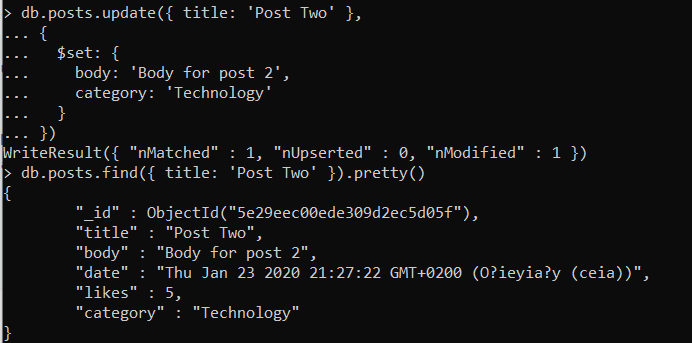 > db.posts.update({ title: 'Post Two' },
... {
...   $set: {
...     body: 'Body for post 2',
...     category: 'Technology'
...   }
... })
WriteResult({ "nMatched" : 1, "nUpserted" : 0, "nModified" : 1 })
> db.posts.find({ title: 'Post Two' }).pretty()
{
        "_id" : ObjectId("5e29eec00ede309d2ec5d05f"),
        "title" : "Post Two",
        "body" : "Body for post 2",
        "date" : "Thu Jan 23 2020 21:27:22 GMT+0200 (O?ieyia?y (ceia))",
        "likes" : 5,
        "category" : "Technology"
}